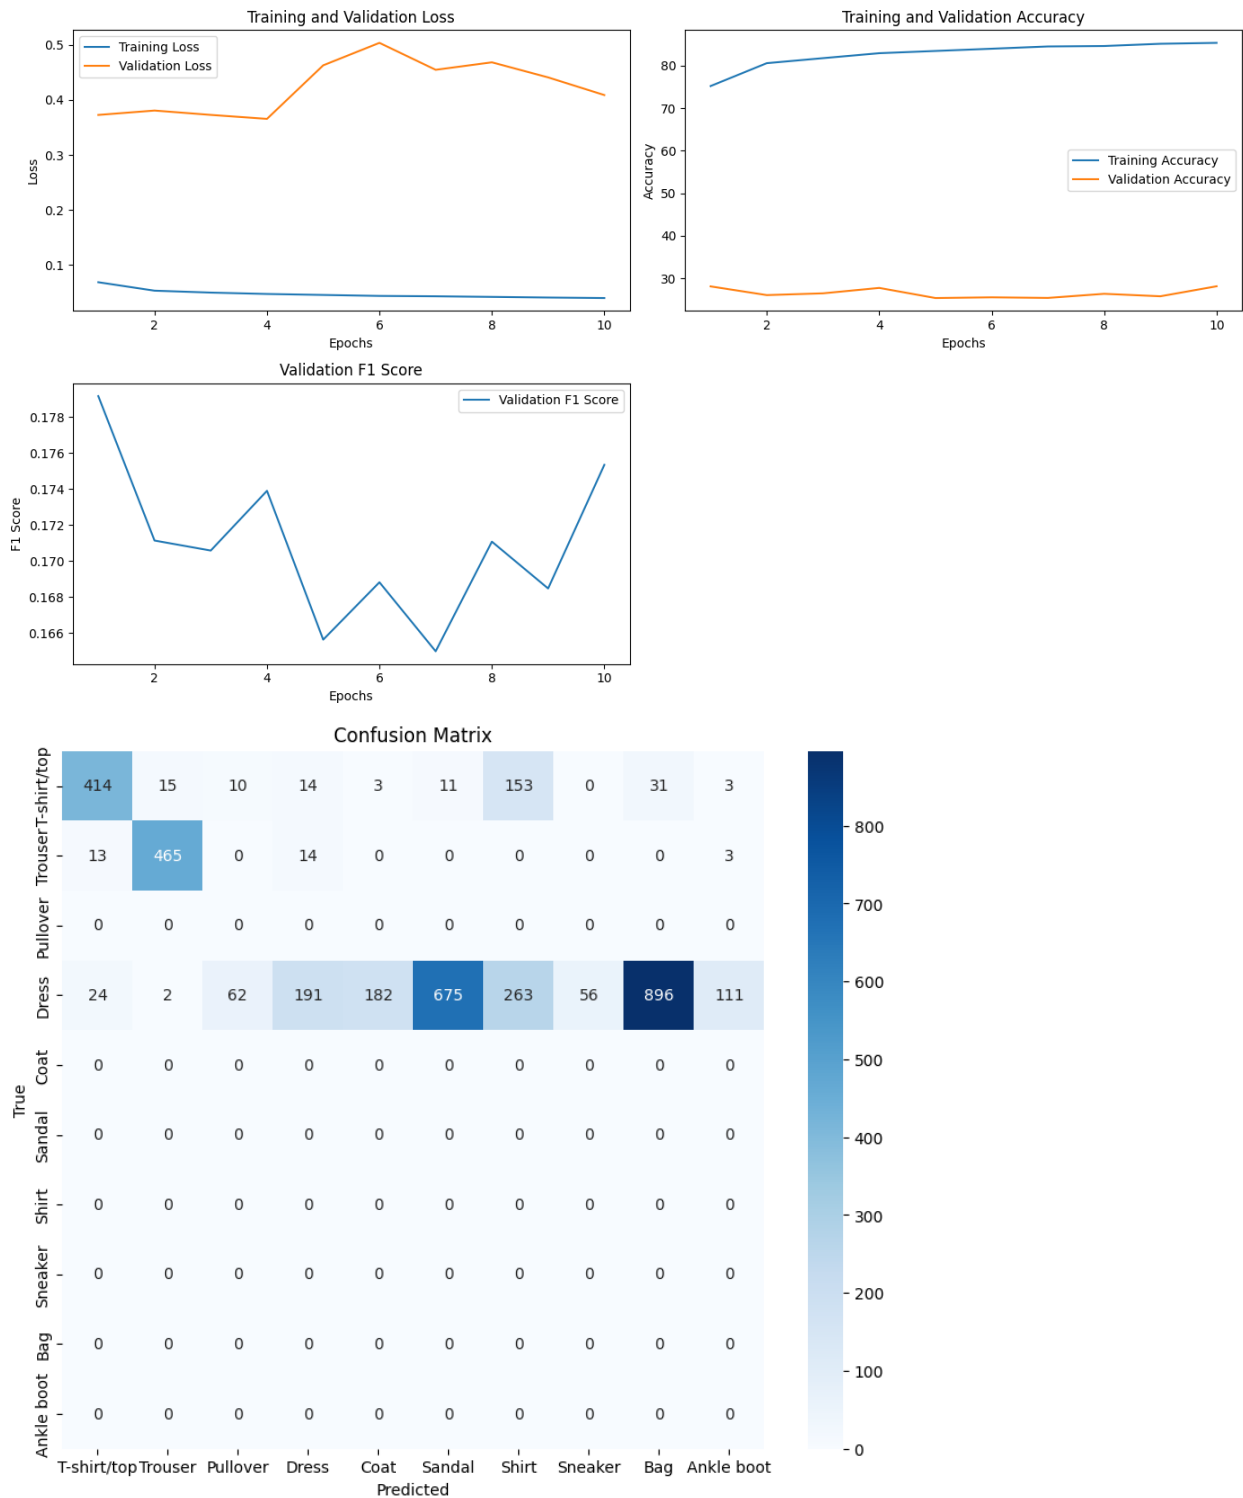 Training and Validation Loss
Training Loss
Validation Loss
0.5
0.4
0.3
0.2
0.1
Loss
2 4 6 8 10
Epochs
Training and Validation Accuracy
Training Accuracy
Validation Accuracy
80
70
60
50
40
30
Accuracy
2 4 6 8 10
Epochs
Validation F1 Score
Validation F1 Score
0.178
0.176
0.174
0.172
0.170
0.168
0.166
F1 Score
2 4 6 8 10
Epochs
Confusion Matrix
T-shirt/top 414 15 10 14 3 11 153 0 31 3
Trouser 13 465 0 14 0 0 0 0 0 3
Pullover 0 0 0 0 0 0 0 0 0 0
Dress 24 2 62 191 182 675 263 56 896 111
Coat 0 0 0 0 0 0 0 0 0 0
Sandal 0 0 0 0 0 0 0 0 0 0
Shirt 0 0 0 0 0 0 0 0 0 0
Sneaker 0 0 0 0 0 0 0 0 0 0
Bag 0 0 0 0 0 0 0 0 0 0
Ankle boot 0 0 0 0 0 0 0 0 0 0
True
T-shirt/top Trouser Pullover Dress Coat Sandal Shirt Sneaker Bag Ankle boot
Predicted
800
700
600
500
400
300
200
100
0